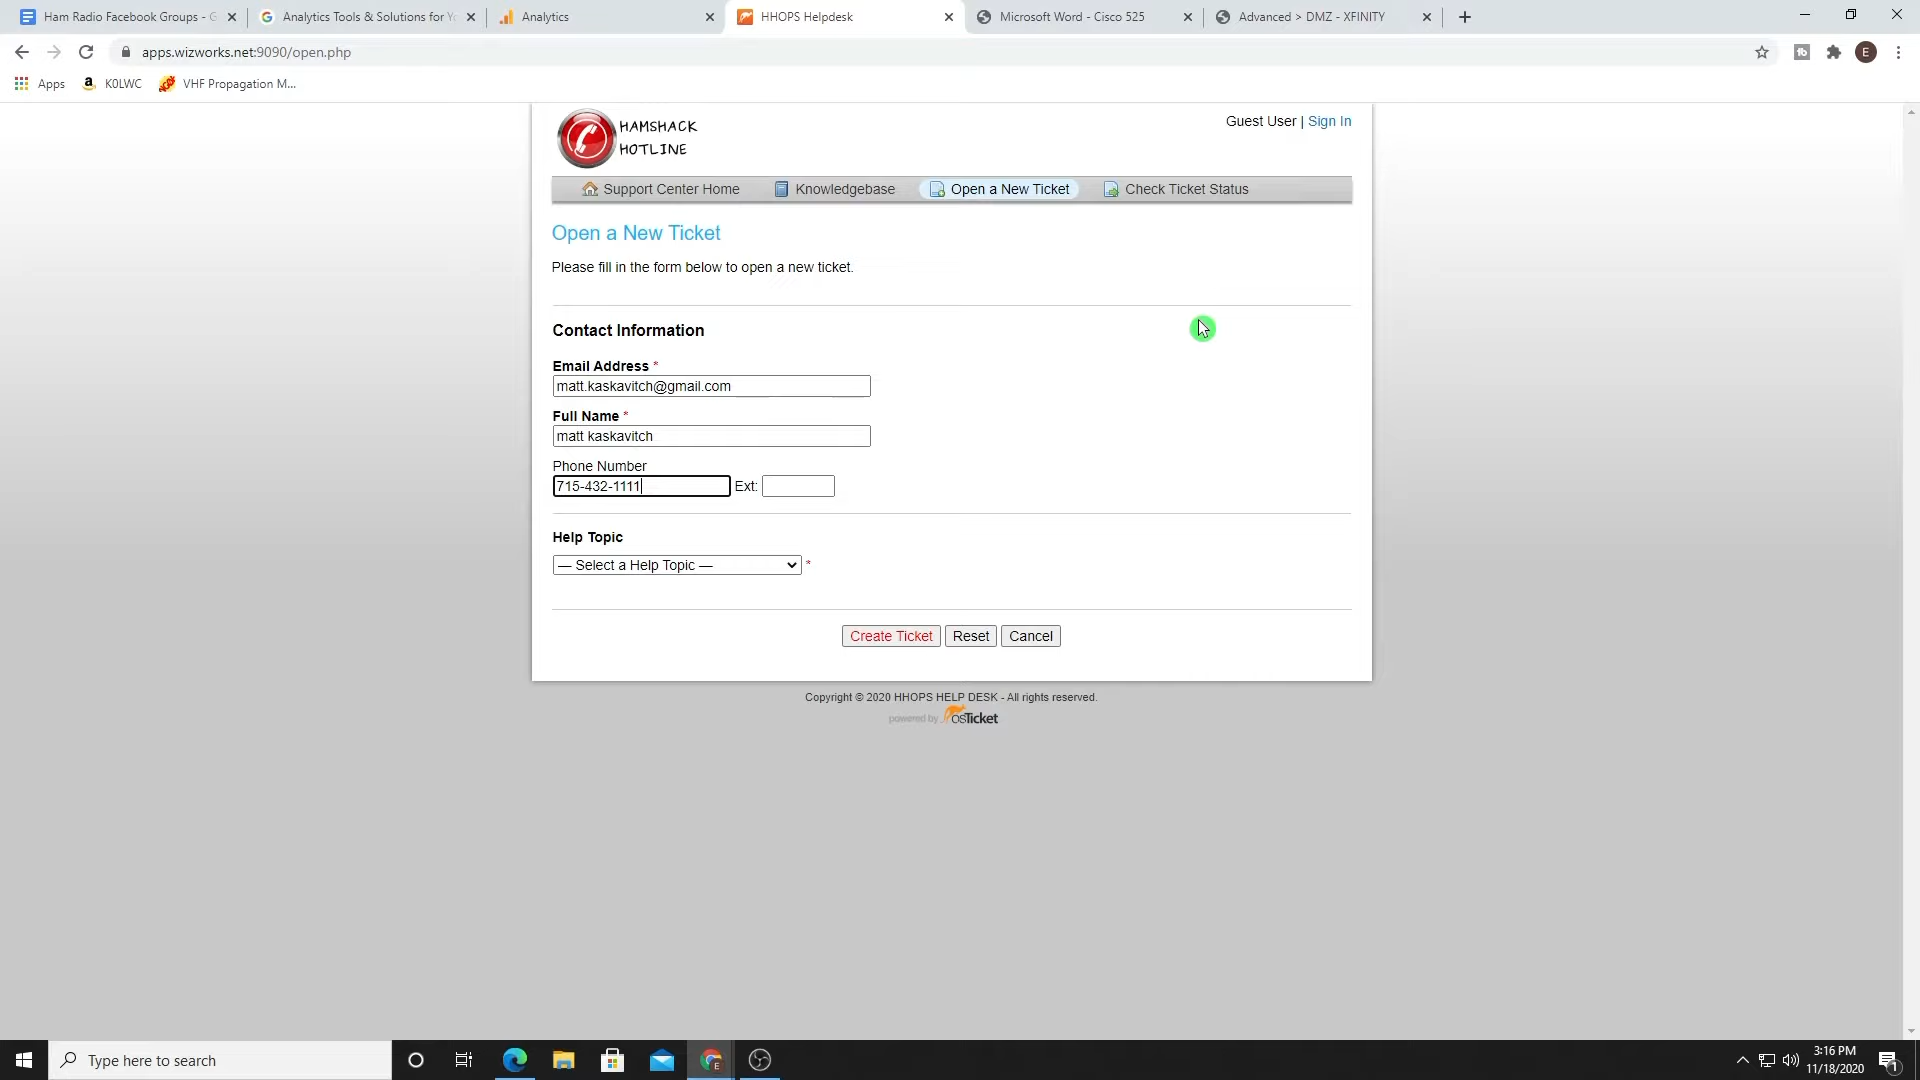 Ham Radio Facebook Groups - G
Analytics Tools & Solutions for Yo
Analytics
HHOPS Helpdesk
Microsoft Word - Cisco 525
Advanced > DMZ - XFINITY
apps.wizworks.net:9090/open.php
E
Apps
K0LWC
VHF Propagation M...
HAMSHACK
HOTLINE
Guest User | Sign In
Support Center Home
Knowledgebase
Open a New Ticket
Check Ticket Status
Open a New Ticket
Please fill in the form below to open a new ticket.
Contact Information
Email Address *
matt.kaskavitch@gmail.com
Full Name *
matt kaskavitch
Phone Number
715-432-1111 Ext:
Help Topic
— Select a Help Topic — *
Create Ticket Reset Cancel
Copyright © 2020 HHOPS HELP DESK - All rights reserved.
powered by osTicket
Type here to search
3:16 PM
11/18/2020
1